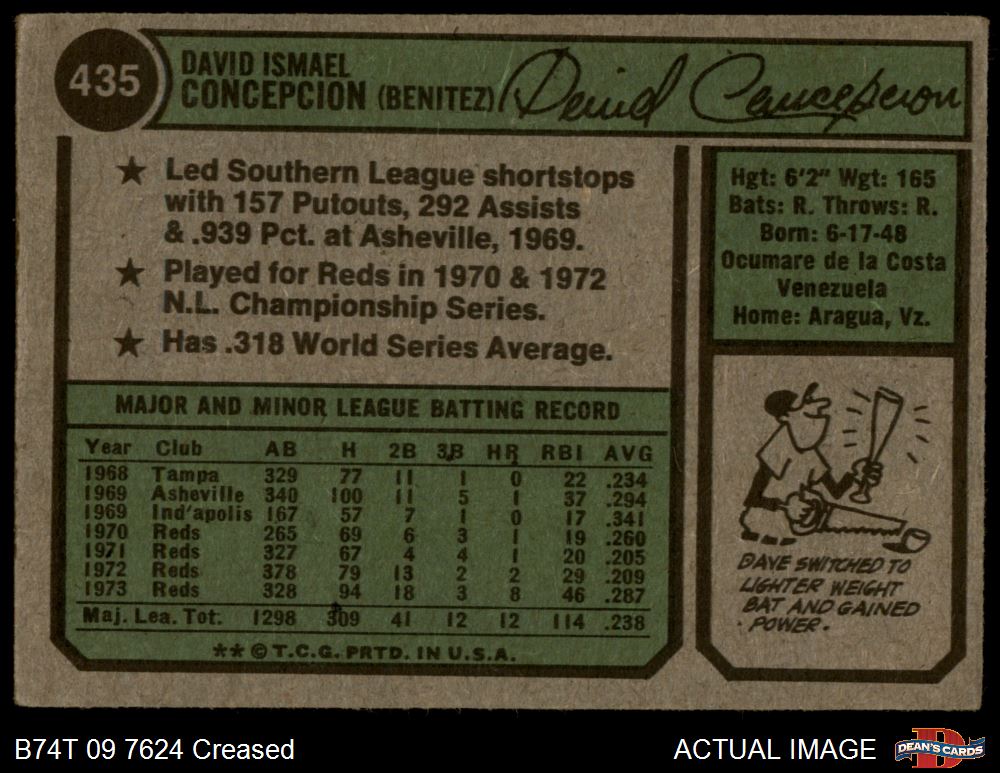 435
DAVID ISMAEL
CONCEPCION (BENITEZ)
David Concepcion
★ Led Southern League shortstops
with 157 Putouts, 292 Assists
& .939 Pct. at Asheville, 1969.
★ Played for Reds in 1970 & 1972
N.L. Championship Series.
★ Has .318 World Series Average.
Hgt: 6'2" Wgt: 165
Bats: R. Throws: R.
Born: 6-17-48
Ocumare de la Costa
Venezuela
Home: Aragua, Vz.
MAJOR AND MINOR LEAGUE BATTING RECORD
Year Club AB H 2B 3B HR RBI AVG
1968 Tampa 329 77 11 1 0 22 .234
1969 Asheville 340 100 11 5 1 37 .294
1969 Ind'apolis 167 57 7 1 0 17 .341
1970 Reds 265 69 6 3 1 19 .260
1971 Reds 327 67 4 4 1 20 .205
1972 Reds 378 79 13 2 2 29 .209
1973 Reds 328 94 18 3 8 46 .287
Maj. Lea. Tot: 1298 309 41 12 12 114 .238
** © T.C.G. PRTD. IN U.S.A.
DAVE SWITCHED TO
LIGHTER WEIGHT
BAT AND GAINED
POWER.
B74T 09 7624 Creased
ACTUAL IMAGE
DEAN'S CARDS